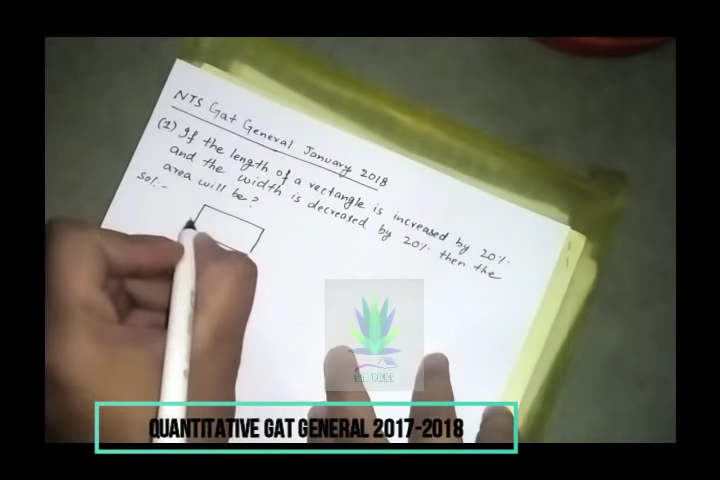 NTS Gat General January 2018
(1) If the length of a rectangle is increased by 20%.
and the width is decreased by 20%. then the
area will be?
Sol:-
QUANTITATIVE GAT GENERAL 2017-2018